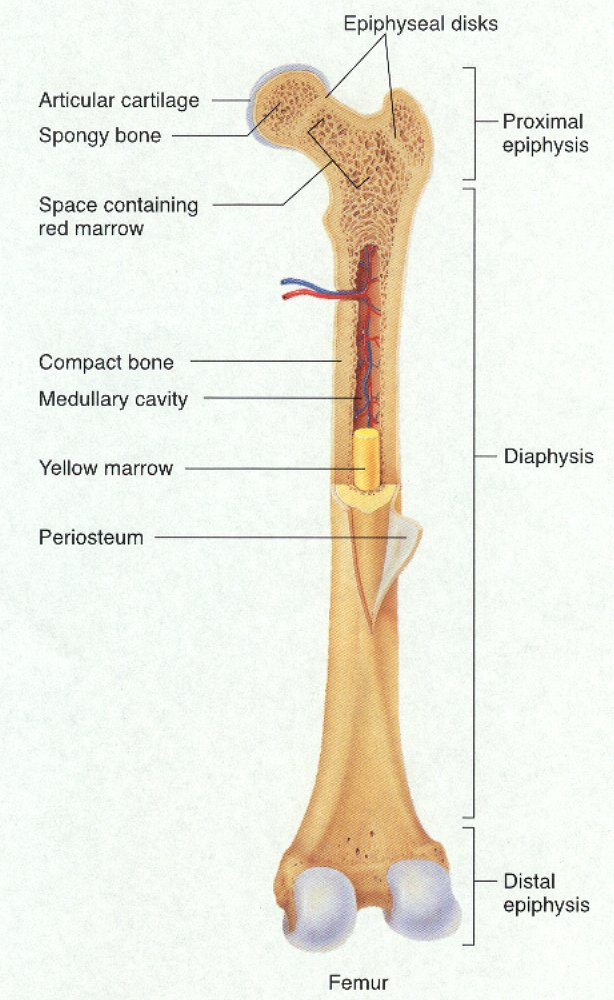 Epiphyseal disks
Articular cartilage
Spongy bone
Proximal
epiphysis
Space containing
red marrow
Compact bone
Medullary cavity
Yellow marrow
Diaphysis
Periosteum
Distal
epiphysis
Femur